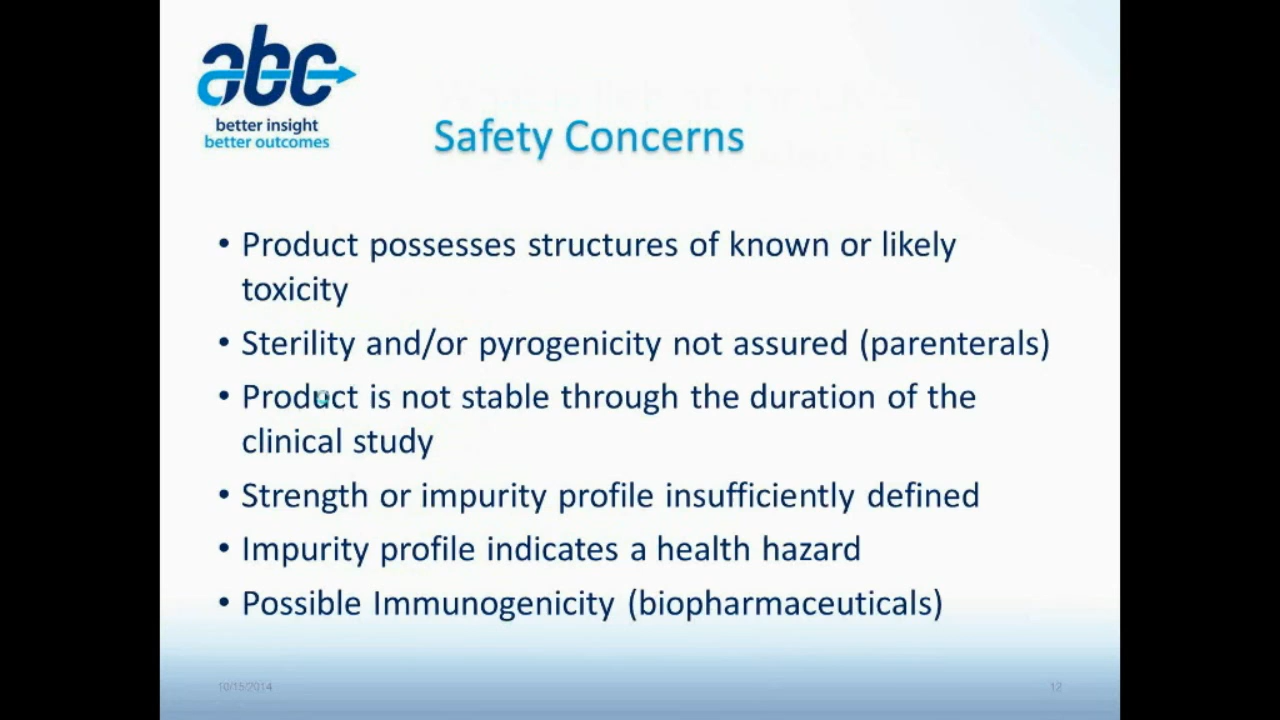 abc
better insight
better outcomes
Safety Concerns
• Product possesses structures of known or likely
toxicity
• Sterility and/or pyrogenicity not assured (parenterals)
• Product is not stable through the duration of the
clinical study
• Strength or impurity profile insufficiently defined
• Impurity profile indicates a health hazard
• Possible Immunogenicity (biopharmaceuticals)
10/15/2014
12